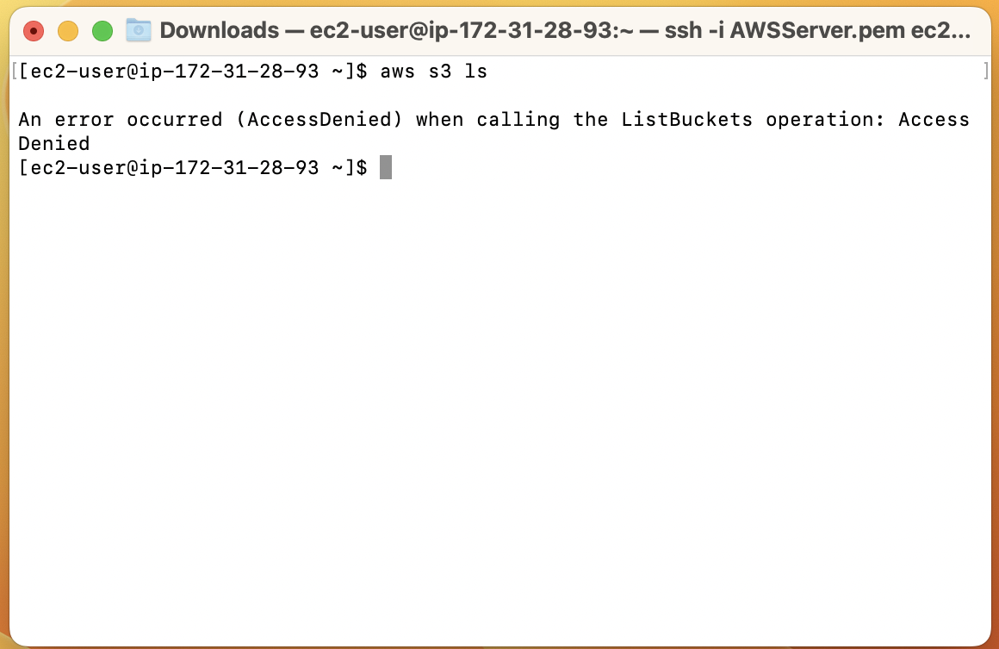 Downloads — ec2-user@ip-172-31-28-93:~ — ssh -i AWSServer.pem ec2...
[[ec2-user@ip-172-31-28-93 ~]$ aws s3 ls ]
An error occurred (AccessDenied) when calling the ListBuckets operation: Access
Denied
[ec2-user@ip-172-31-28-93 ~]$